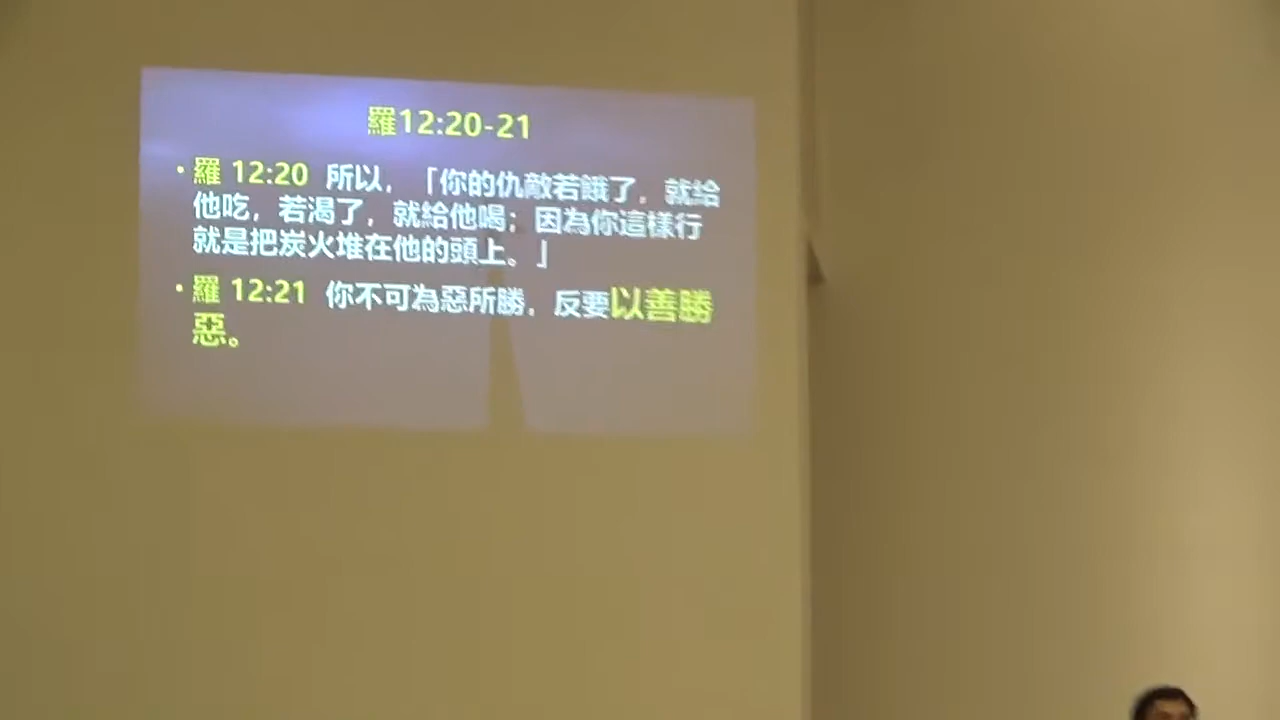 羅12:20-21
• 羅 12:20 所以，「你的仇敵若餓了，就給
他吃，若渴了，就給他喝；因為你這樣行
就是把炭火堆在他的頭上。」
• 羅 12:21 你不可為惡所勝，反要以善勝
惡。